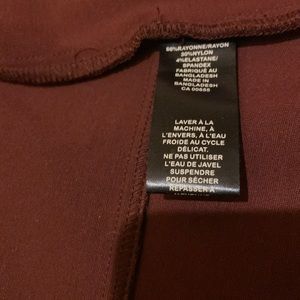 66%RAYONNE/RAYON
30%NYLON
4%ELASTANE/
SPANDEX
FABRIQUÉ AU
BANGLADESH
MADE IN
BANGLADESH
CA 00655
LAVER À LA
MACHINE, À
L'ENVERS, À L'EAU
FROIDE AU CYCLE
DÉLICAT.
NE PAS UTILISER
L'EAU DE JAVEL
SUSPENDRE
POUR SÉCHER
REPASSER À